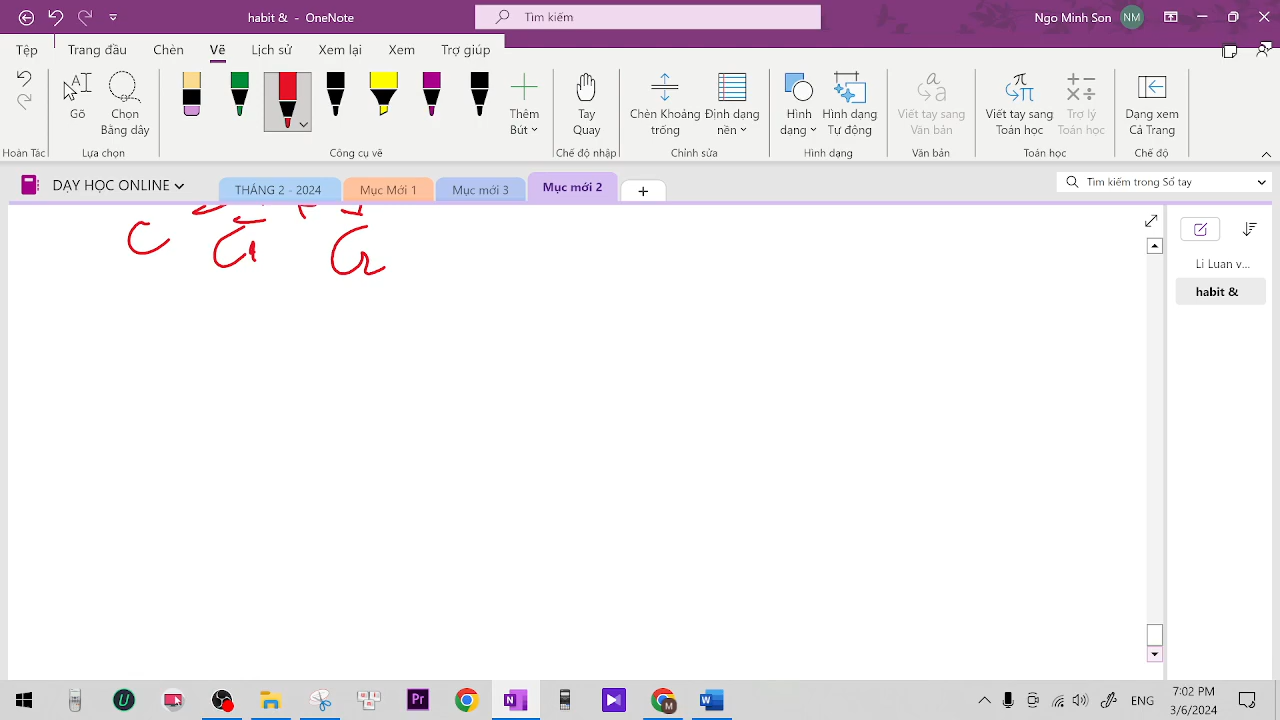 habit & - OneNote
Tìm kiếm
Ngo Minh Son
NM
Tệp Trang đầu Chèn Vẽ Lịch sử Xem lại Xem Trợ giúp
Gõ
Chọn Bằng dây
Thêm Bút
Tay Quay
Chèn Khoảng trống
Định dạng nền
Hình dạng
Hình dạng Tự động
Viết tay sang Văn bản
Viết tay sang Toán học
Trợ lý Toán học
Dạng xem Cả Trang
Hoàn Tác
Lựa chọn
Công cụ vẽ
Chế độ nhập
Chỉnh sửa
Hình dạng
Văn bản
Toán học
Chế độ
DẠY HỌC ONLINE
THÁNG 2 - 2024
Mục Mới 1
Mục mới 3
Mục mới 2
Tìm kiếm trong Sổ tay
C C1 C2
Li Luan v...
habit &
ENG
7:02 PM
3/6/2024